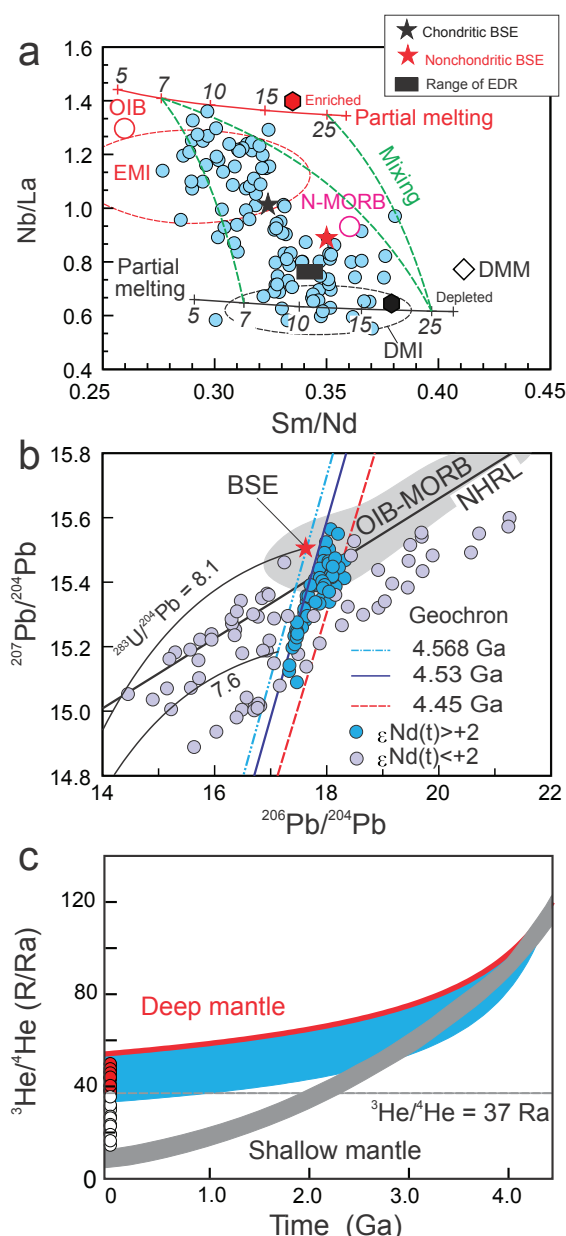 a
Chondritic BSE
Nonchondritic BSE
Range of EDR
1.6
1.4
1.2
1.0
0.8
0.6
0.4
Nb/La
5
7
10
15
25
Enriched
Partial melting
OIB
EMI
Mixing
N-MORB
DMM
Partial
melting
5
7
10
15
25
Depleted
DMI
0.25
0.30
0.35
0.40
0.45
Sm/Nd
b
15.8
15.6
15.4
15.2
15.0
14.8
²⁰⁷Pb/²⁰⁴Pb
BSE
OIB-MORB
NHRL
²⁸³U/²⁰⁴Pb = 8.1
7.6
Geochron
4.568 Ga
4.53 Ga
4.45 Ga
εNd(t)>+2
εNd(t)<+2
14
16
18
20
22
²⁰⁶Pb/²⁰⁴Pb
c
120
80
40
0
³He/⁴He (R/Ra)
Deep mantle
³He/⁴He = 37 Ra
Shallow mantle
0
1.0
2.0
3.0
4.0
Time (Ga)